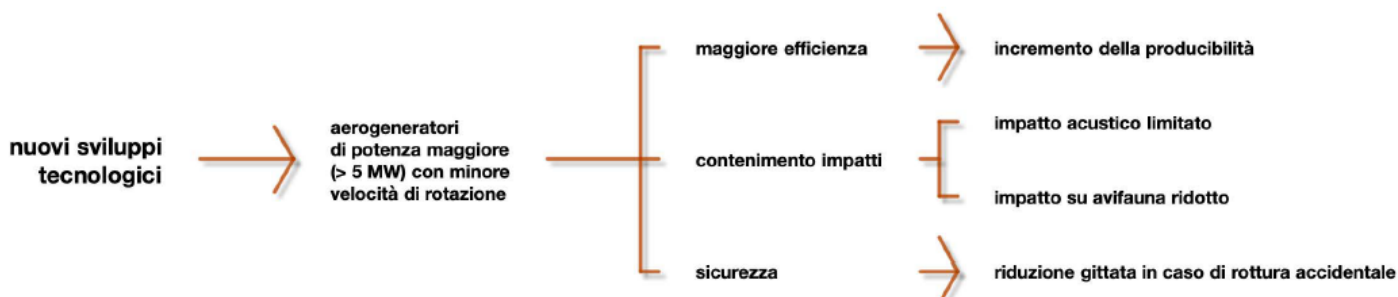 nuovi sviluppi
tecnologici
aerogeneratori
di potenza maggiore
(> 5 MW) con minore
velocità di rotazione
maggiore efficienza
incremento della producibilità
contenimento impatti
impatto acustico limitato
impatto su avifauna ridotto
sicurezza
riduzione gittata in caso di rottura accidentale